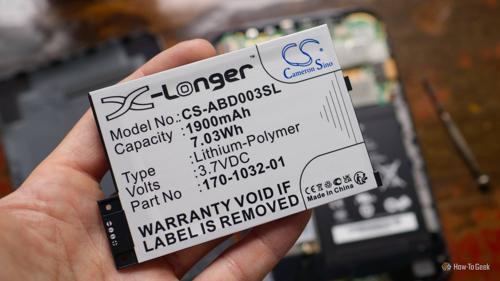 X-Longer
CS
Cameron Sino
Model No.:CS-ABD003SL
Capacity :1900mAh
7.03Wh
Type :Lithium-Polymer
Volts :3.7VDC
Part No. :170-1032-01
Made in China
WARRANTY VOID IF
LABEL IS REMOVED
X-Longer
How-To Geek